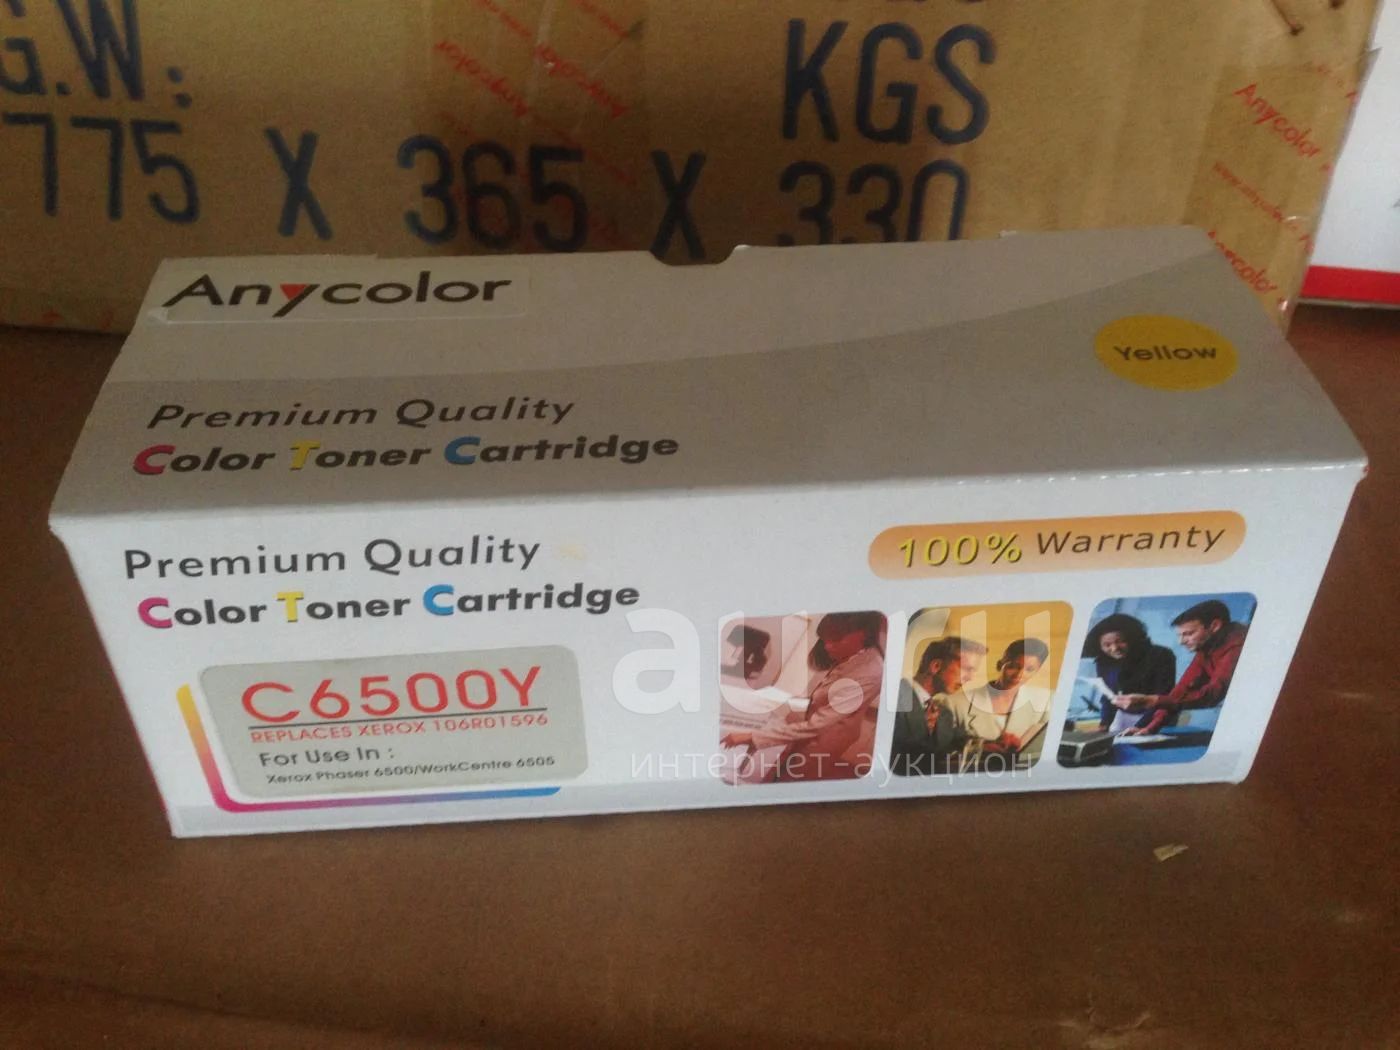 G.W:
KGS
775 X 365 X 330
Anycolor
Anycolor
Anycolor
Anycolor
Anycolor
Yellow
Premium Quality
Color Toner Cartridge
Premium Quality
Color Toner Cartridge
100% Warranty
C6500Y
REPLACES XEROX 106R01596
For Use In :
Xerox Phaser 6500/WorkCentre 6505
au.ru
интернет-аукцион